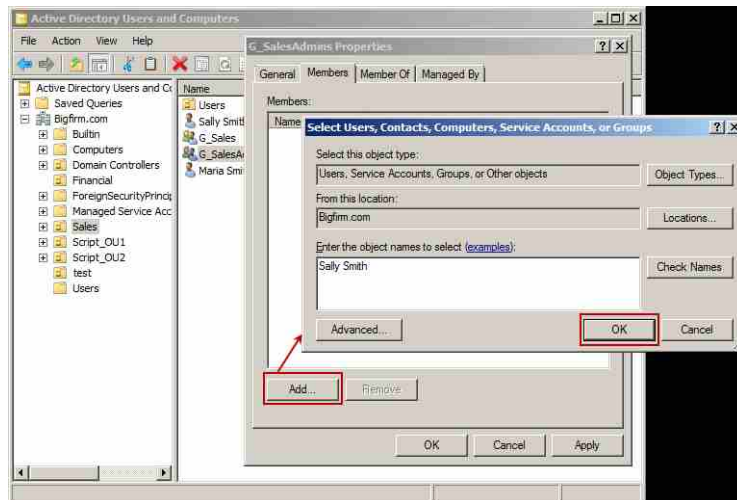 Active Directory Users and Computers
File Action View Help
G_SalesAdmins Properties
General Members Member Of Managed By
Members:
Name
Active Directory Users and Co
Saved Queries
Bigfirm.com
Builtin
Computers
Domain Controllers
Financial
ForeignSecurityPrincip
Managed Service Acc
Sales
Script_OU1
Script_OU2
test
Users
Name
Users
Sally Smit
G_Sales
G_SalesA
Maria Smi
Select Users, Contacts, Computers, Service Accounts, or Groups
Select this object type:
Users, Service Accounts, Groups, or Other objects
Object Types...
From this location:
Bigfirm.com
Locations...
Enter the object names to select (examples):
Sally Smith
Check Names
Advanced...
OK
Cancel
Add...
Remove
OK Cancel Apply